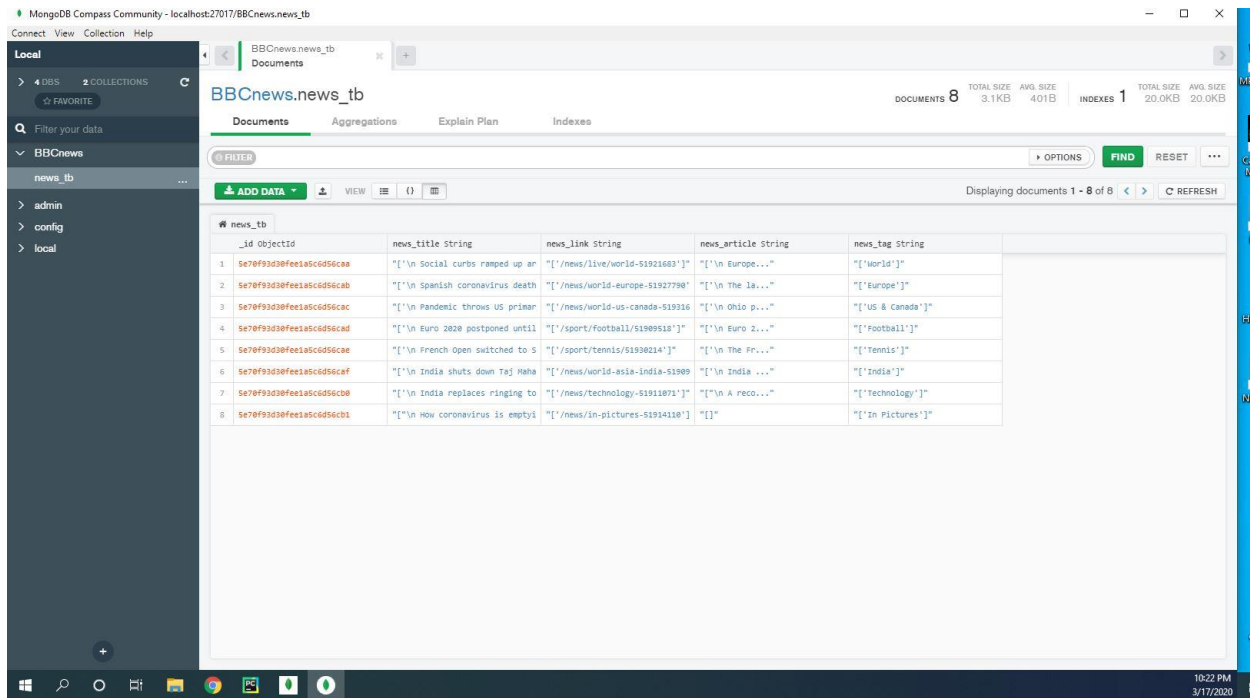 MongoDB Compass Community - localhost:27017/BBCnews.news_tb
Connect View Collection Help
Local
4 DBS 2 COLLECTIONS
FAVORITE
Filter your data
BBCnews
news_tb
...
admin
config
local
BBCnews.news_tb
Documents
BBCnews.news_tb
DOCUMENTS 8 TOTAL SIZE 3.1KB AVG. SIZE 401B INDEXES 1 TOTAL SIZE 20.0KB AVG. SIZE 20.0KB
Documents Aggregations Explain Plan Indexes
FILTER OPTIONS FIND RESET ...
ADD DATA VIEW {} Displaying documents 1 - 8 of 8 REFRESH
news_tb
_id ObjectId news_title String news_link String news_article String news_tag String
1 5e70f93d30fee1a5c6d56caa "['\n Social curbs ramped up ar "['/news/live/world-51921683']" "['\n Europe..." "['World']"
2 5e70f93d30fee1a5c6d56cab "['\n Spanish coronavirus death "['/news/world-europe-51927790' "['\n The la..." "['Europe']"
3 5e70f93d30fee1a5c6d56cac "['\n Pandemic throws US primar "['/news/world-us-canada-519316 "['\n Ohio p..." "['US & Canada']"
4 5e70f93d30fee1a5c6d56cad "['\n Euro 2020 postponed until "['/sport/football/51909518']" "['\n Euro 2..." "['Football']"
5 5e70f93d30fee1a5c6d56cae "['\n French Open switched to S "['/sport/tennis/51930214']" "['\n The Fr..." "['Tennis']"
6 5e70f93d30fee1a5c6d56caf "['\n India shuts down Taj Maha "['/news/world-asia-india-51909 "['\n India ..." "['India']"
7 5e70f93d30fee1a5c6d56cb0 "['\n India replaces ringing to "['/news/technology-51911071']" "["\n A reco..." "['Technology']"
8 5e70f93d30fee1a5c6d56cb1 "["\n How coronavirus is emptyi "['/news/in-pictures-51914110'] "[]" "['In Pictures']"
10:22 PM
3/17/2020